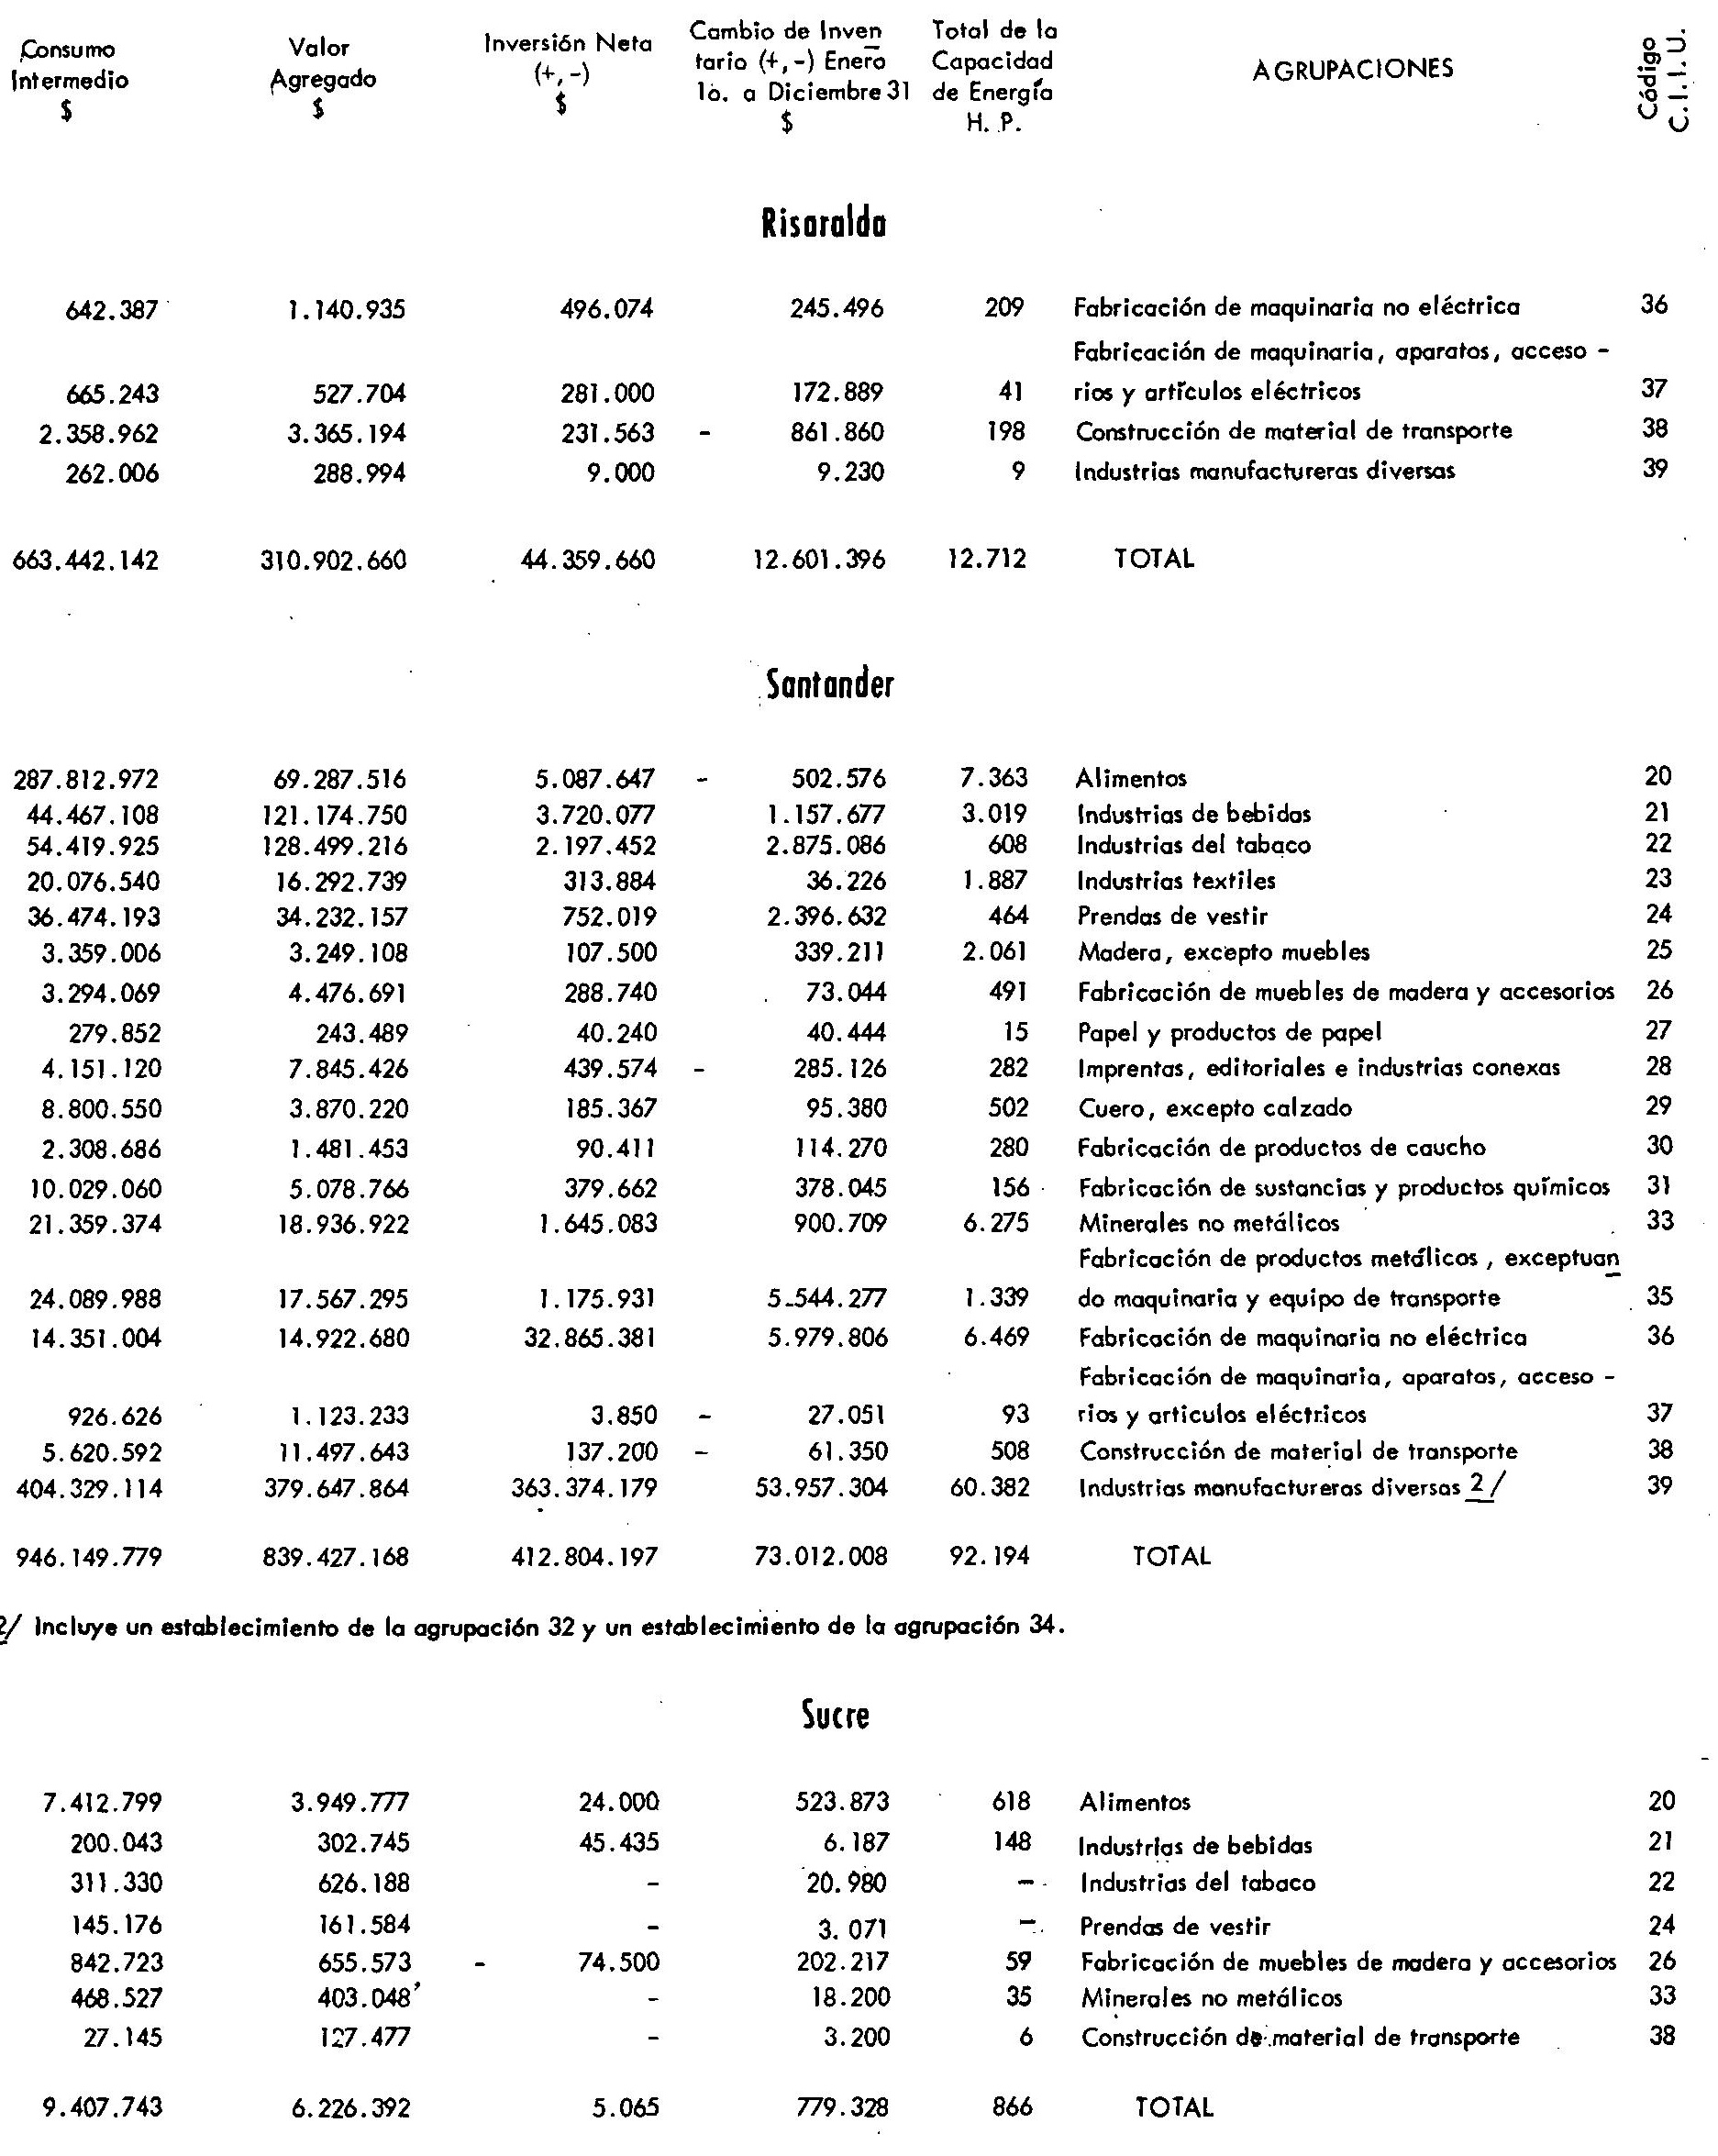 Consumo Intermedio $ Valor Agregado $ Inversión Neta (+,-) $ Cambio de Inventario (+,-) Enero 1o. a Diciembre 31 $ Total de la Capacidad de Energía H. P. AGRUPACIONES Código C.I.I.U.
Risaralda
642.387 1.140.935 496.074 245.496 209 Fabricación de maquinaria no eléctrica 36
Fabricación de maquinaria, aparatos, acceso -
665.243 527.704 281.000 172.889 41 rios y artículos eléctricos 37
2.358.962 3.365.194 231.563 - 861.860 198 Construcción de material de transporte 38
262.006 288.994 9.000 9.230 9 Industrias manufactureras diversas 39
663.442.142 310.902.660 44.359.660 12.601.396 12.712 TOTAL
Santander
287.812.972 69.287.516 5.087.647 - 502.576 7.363 Alimentos 20
44.467.108 121.174.750 3.720.077 1.157.677 3.019 Industrias de bebidas 21
54.419.925 128.499.216 2.197.452 2.875.086 608 Industrias del tabaco 22
20.076.540 16.292.739 313.884 36.226 1.887 Industrias textiles 23
36.474.193 34.232.157 752.019 2.396.632 464 Prendas de vestir 24
3.359.006 3.249.108 107.500 339.211 2.061 Madera, excepto muebles 25
3.294.069 4.476.691 288.740 73.044 491 Fabricación de muebles de madera y accesorios 26
279.852 243.489 40.240 40.444 15 Papel y productos de papel 27
4.151.120 7.845.426 439.574 - 285.126 282 Imprentas, editoriales e industrias conexas 28
8.800.550 3.870.220 185.367 95.380 502 Cuero, excepto calzado 29
2.308.686 1.481.453 90.411 114.270 280 Fabricación de productos de caucho 30
10.029.060 5.078.766 379.662 378.045 156 Fabricación de sustancias y productos químicos 31
21.359.374 18.936.922 1.645.083 900.709 6.275 Minerales no metálicos 33
Fabricación de productos metálicos , exceptuan
24.089.988 17.567.295 1.175.931 5.544.277 1.339 do maquinaria y equipo de transporte 35
14.351.004 14.922.680 32.865.381 5.979.806 6.469 Fabricación de maquinaria no eléctrica 36
Fabricación de maquinaria, aparatos, acceso -
926.626 1.123.233 3.850 - 27.051 93 rios y articulos eléctricos 37
5.620.592 11.497.643 137.200 - 61.350 508 Construcción de material de transporte 38
404.329.114 379.647.864 363.374.179 53.957.304 60.382 Industrias manufactureras diversas 2/ 39
946.149.779 839.427.168 412.804.197 73.012.008 92.194 TOTAL
2/ Incluye un establecimiento de la agrupación 32 y un establecimiento de la agrupación 34.
Sucre
7.412.799 3.949.777 24.000 523.873 618 Alimentos 20
200.043 302.745 45.435 6.187 148 Industrias de bebidas 21
311.330 626.188 - 20.980 - Industrias del tabaco 22
145.176 161.584 - 3.071 - Prendas de vestir 24
842.723 655.573 - 74.500 202.217 59 Fabricación de muebles de madera y accesorios 26
468.527 403.048 - 18.200 35 Minerales no metálicos 33
27.145 127.477 - 3.200 6 Construcción de material de transporte 38
9.407.743 6.226.392 5.065 779.328 866 TOTAL